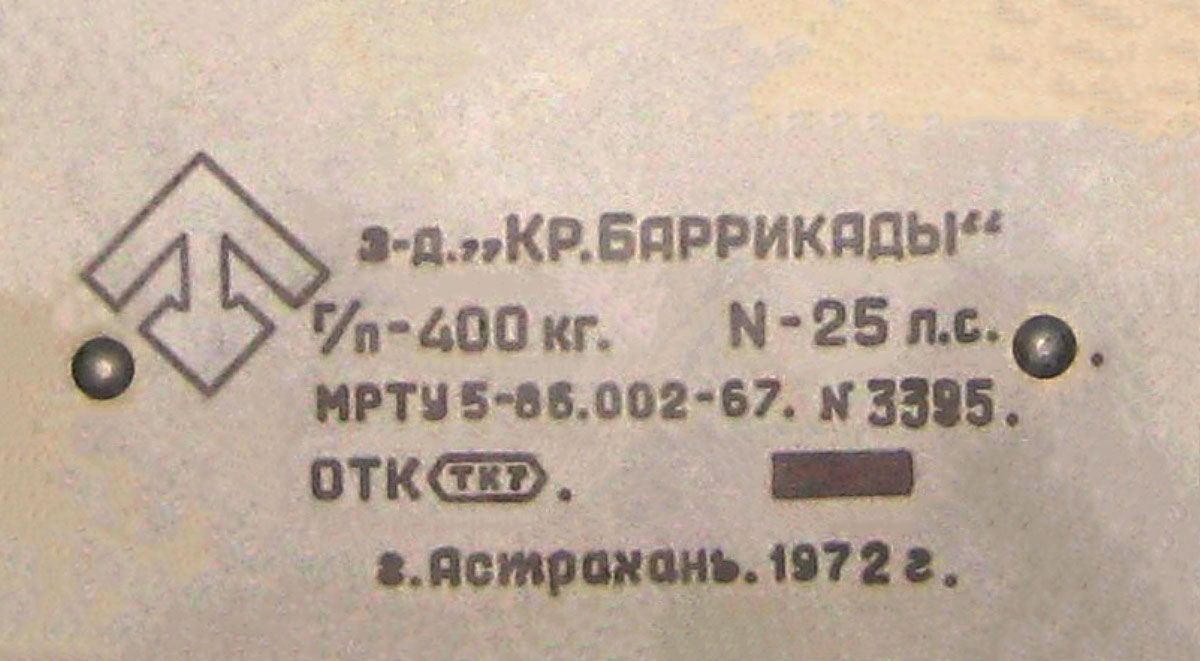 з-д. „КР.БАРРИКАДЫ“
Г/п-400 кг. N-25 л.с.
МРТУ 5-86.002-67. N 3395.
ОТК ТК7.
г.Астрахань.1972 г.